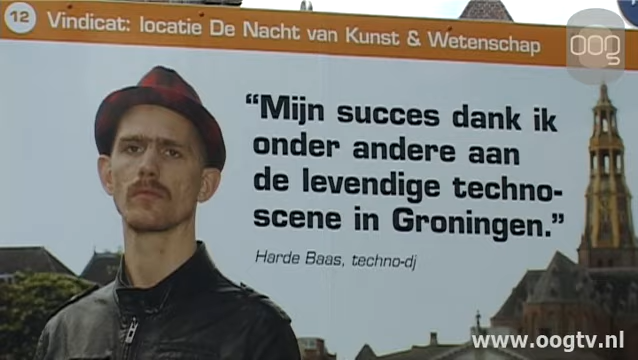 12 Vindicat: locatie De Nacht van Kunst & Wetenschap
oog
“Mijn succes dank ik
onder andere aan
de levendige techno-
scene in Groningen.”
Harde Baas, techno-dj
www.oogtv.nl